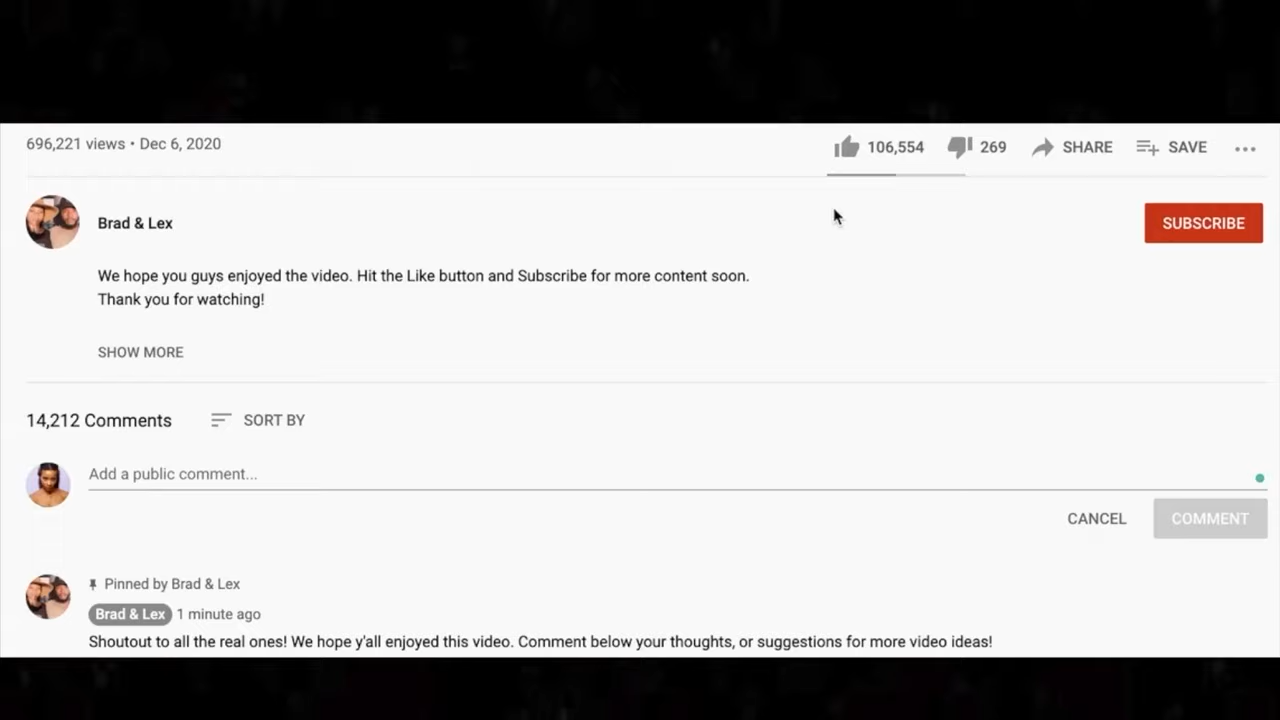 696,221 views • Dec 6, 2020
106,554
269
SHARE
SAVE
Brad & Lex
SUBSCRIBE
We hope you guys enjoyed the video. Hit the Like button and Subscribe for more content soon.
Thank you for watching!
SHOW MORE
14,212 Comments
SORT BY
Add a public comment...
CANCEL
COMMENT
Pinned by Brad & Lex
Brad & Lex 1 minute ago
Shoutout to all the real ones! We hope y'all enjoyed this video. Comment below your thoughts, or suggestions for more video ideas!